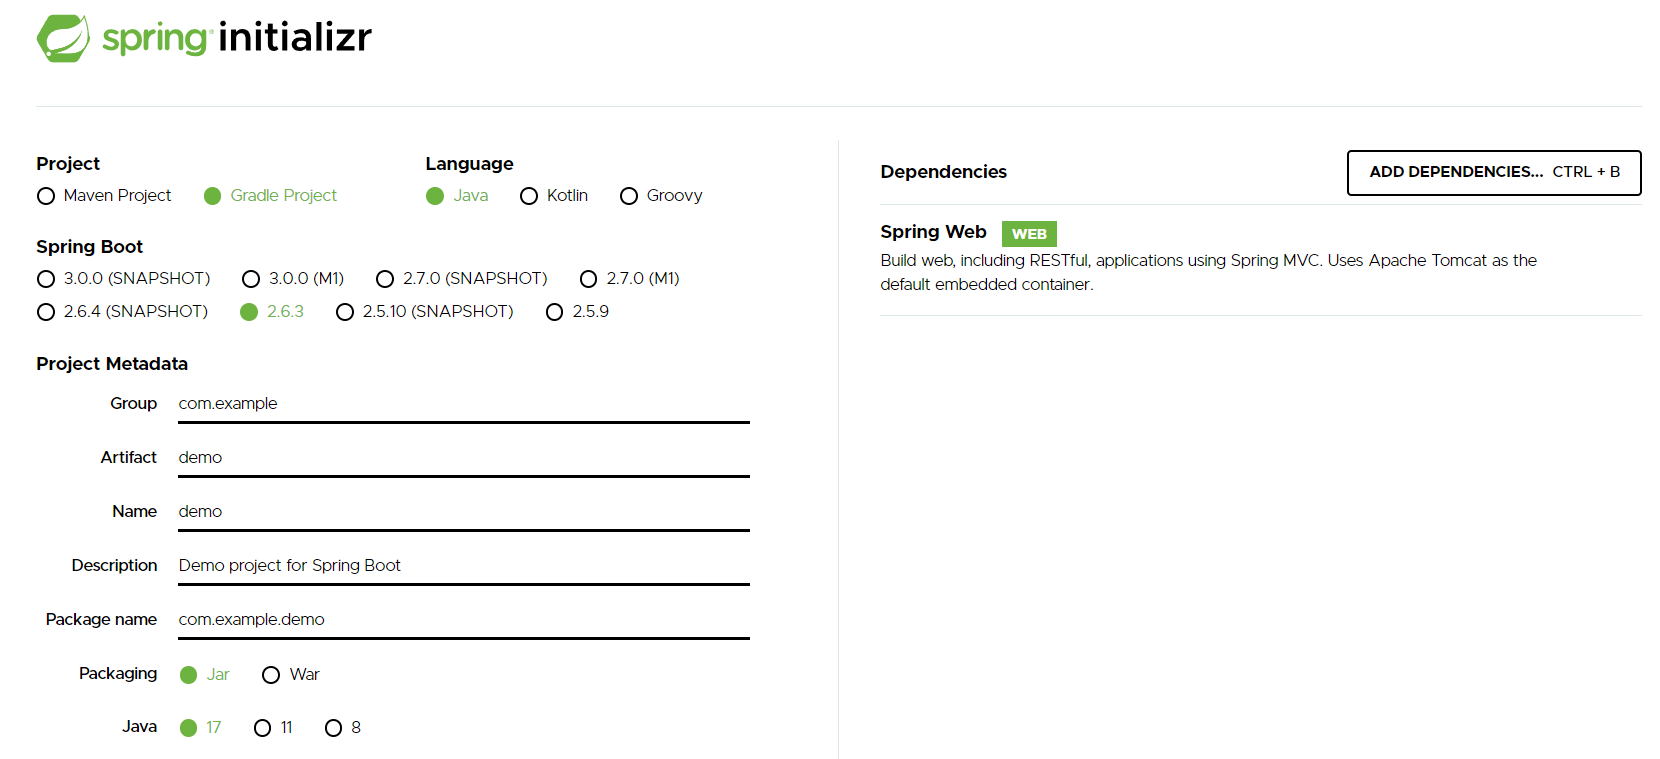 spring initializr
Project
Maven Project Gradle Project
Language
Java Kotlin Groovy
Spring Boot
3.0.0 (SNAPSHOT) 3.0.0 (M1) 2.7.0 (SNAPSHOT) 2.7.0 (M1)
2.6.4 (SNAPSHOT) 2.6.3 2.5.10 (SNAPSHOT) 2.5.9
Project Metadata
Group com.example
Artifact demo
Name demo
Description Demo project for Spring Boot
Package name com.example.demo
Packaging Jar War
Java 17 11 8
Dependencies
ADD DEPENDENCIES... CTRL + B
Spring Web WEB
Build web, including RESTful, applications using Spring MVC. Uses Apache Tomcat as the
default embedded container.